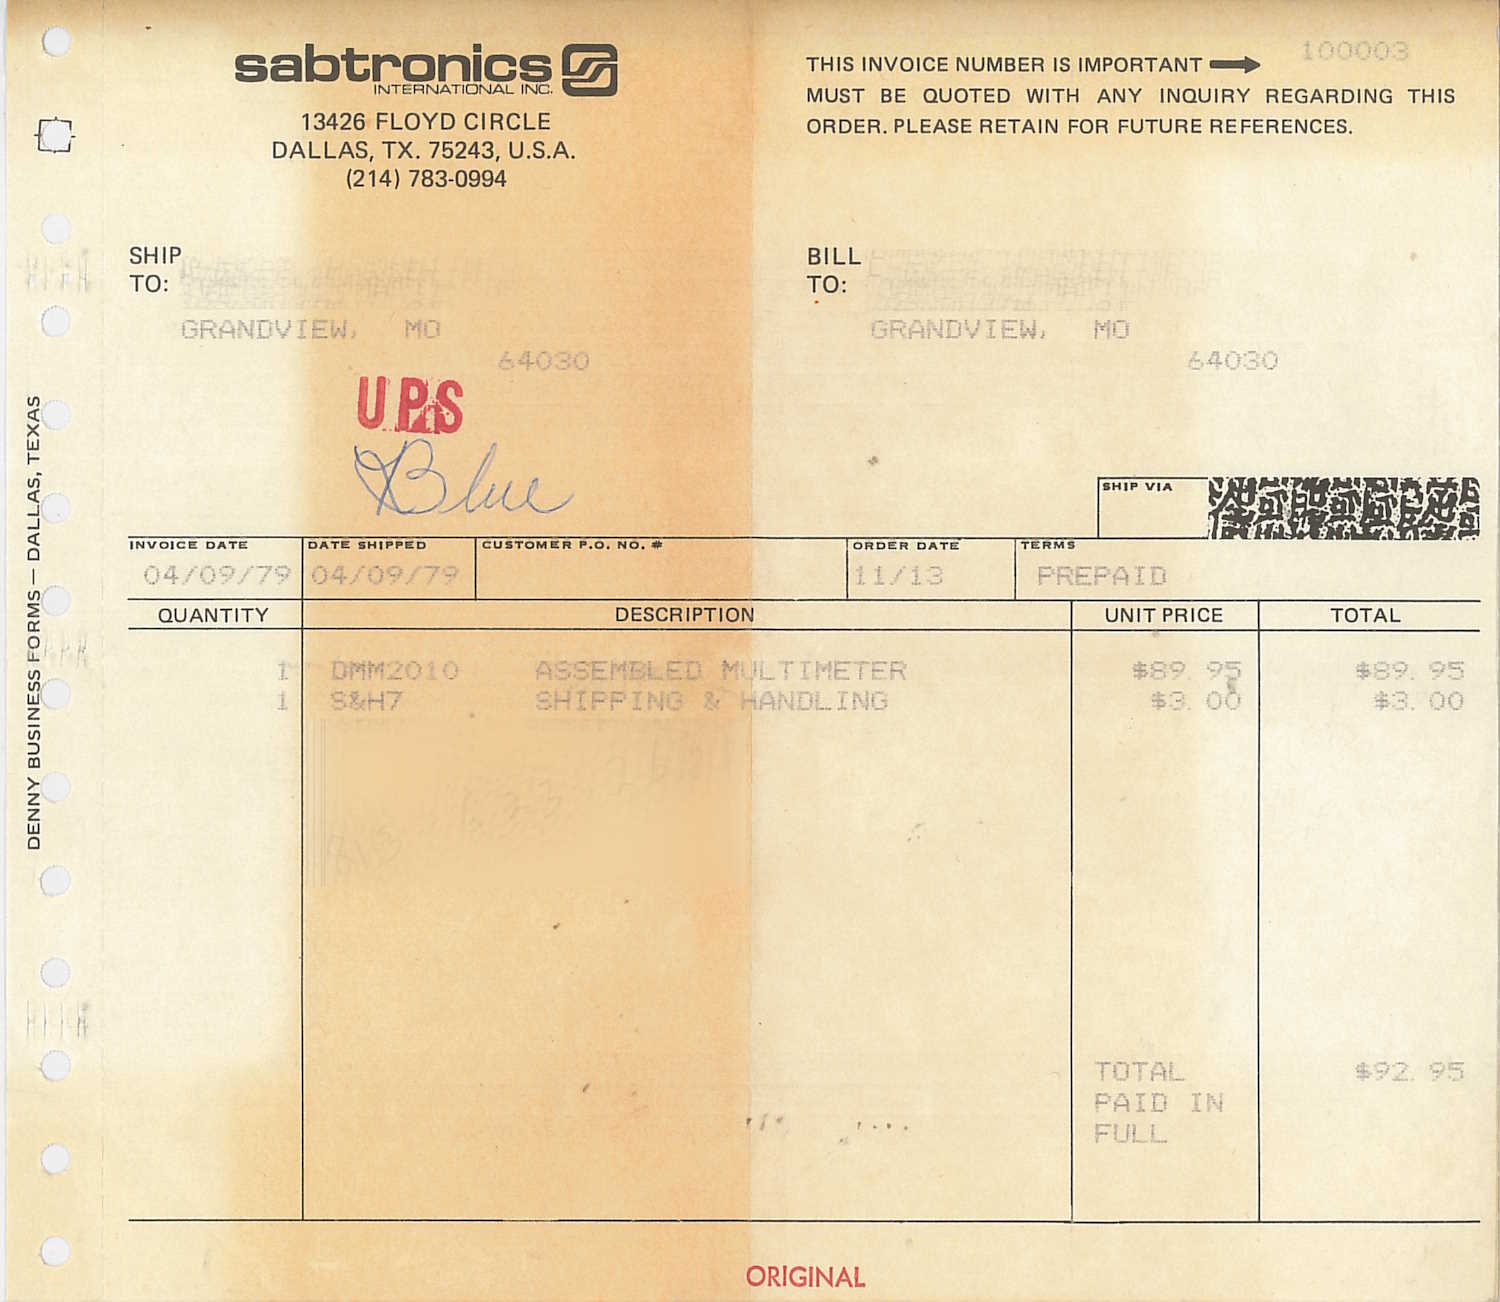 sabtronics
INTERNATIONAL INC.
13426 FLOYD CIRCLE
DALLAS, TX. 75243, U.S.A.
(214) 783-0994
THIS INVOICE NUMBER IS IMPORTANT
100003
MUST BE QUOTED WITH ANY INQUIRY REGARDING THIS
ORDER. PLEASE RETAIN FOR FUTURE REFERENCES.
SHIP
TO:
GRANDVIEW, MO
64030
BILL
TO:
GRANDVIEW, MO
64030
UPS
Blue
SHIP VIA
INVOICE DATE DATE SHIPPED CUSTOMER P.O. NO. # ORDER DATE TERMS
04/09/79 04/09/79 11/13 PREPAID
QUANTITY DESCRIPTION UNIT PRICE TOTAL
1 DMM2010 ASSEMBLED MULTIMETER $89.95 $89.95
1 S&H7 SHIPPING & HANDLING $3.00 $3.00
TOTAL $92.95
PAID IN
FULL
ORIGINAL
DENNY BUSINESS FORMS — DALLAS, TEXAS